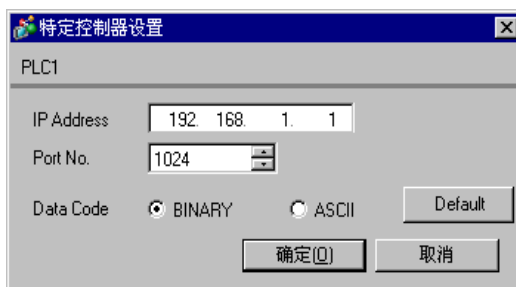 特定控制器设置
PLC1
IP Address 192. 168. 1. 1
Port No. 1024
Data Code BINARY ASCII Default
确定(O) 取消